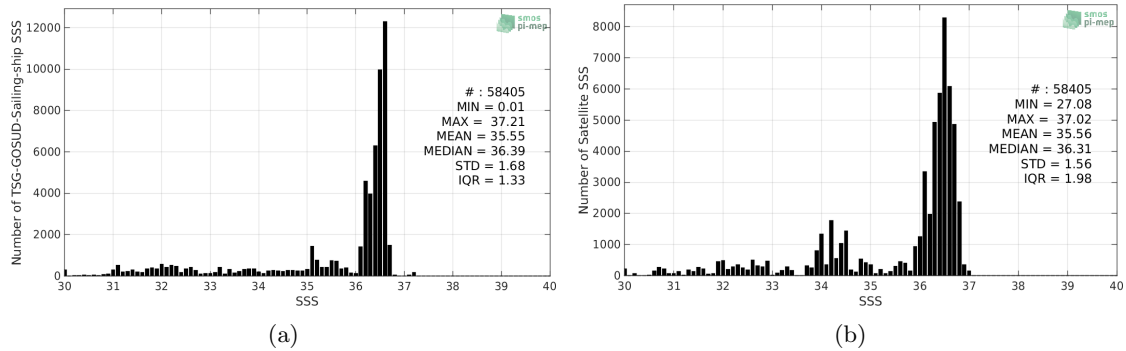 smos
pi-mep
12000
10000
8000
6000
4000
2000
0
Number of TSG-GOSUD-Sailing-ship SSS
# : 58405
MIN = 0.01
MAX = 37.21
MEAN = 35.55
MEDIAN = 36.39
STD = 1.68
IQR = 1.33
30 31 32 33 34 35 36 37 38 39 40
SSS
(a)
smos
pi-mep
8000
7000
6000
5000
4000
3000
2000
1000
0
Number of Satellite SSS
# : 58405
MIN = 27.08
MAX = 37.02
MEAN = 35.56
MEDIAN = 36.31
STD = 1.56
IQR = 1.98
30 31 32 33 34 35 36 37 38 39 40
SSS
(b)